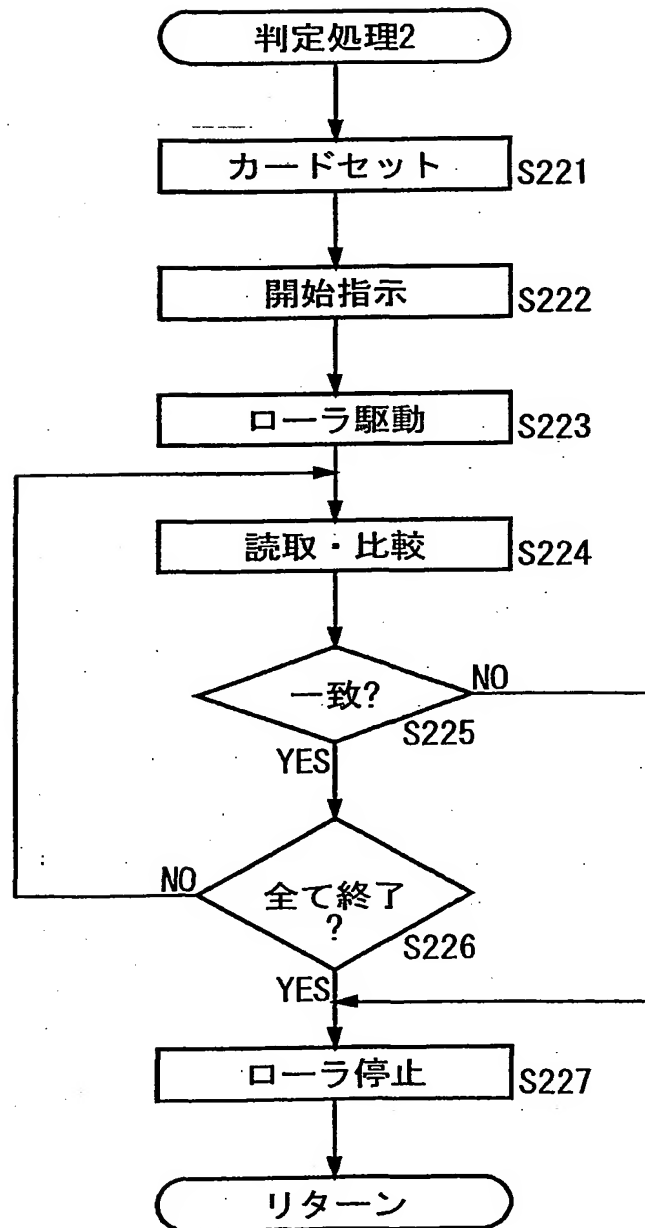 判定処理2
カードセット
S221
開始指示
S222
ローラ駆動
S223
読取・比較
S224
一致?
NO
S225
YES
NO
全て終了
?
S226
YES
ローラ停止
S227
リターン